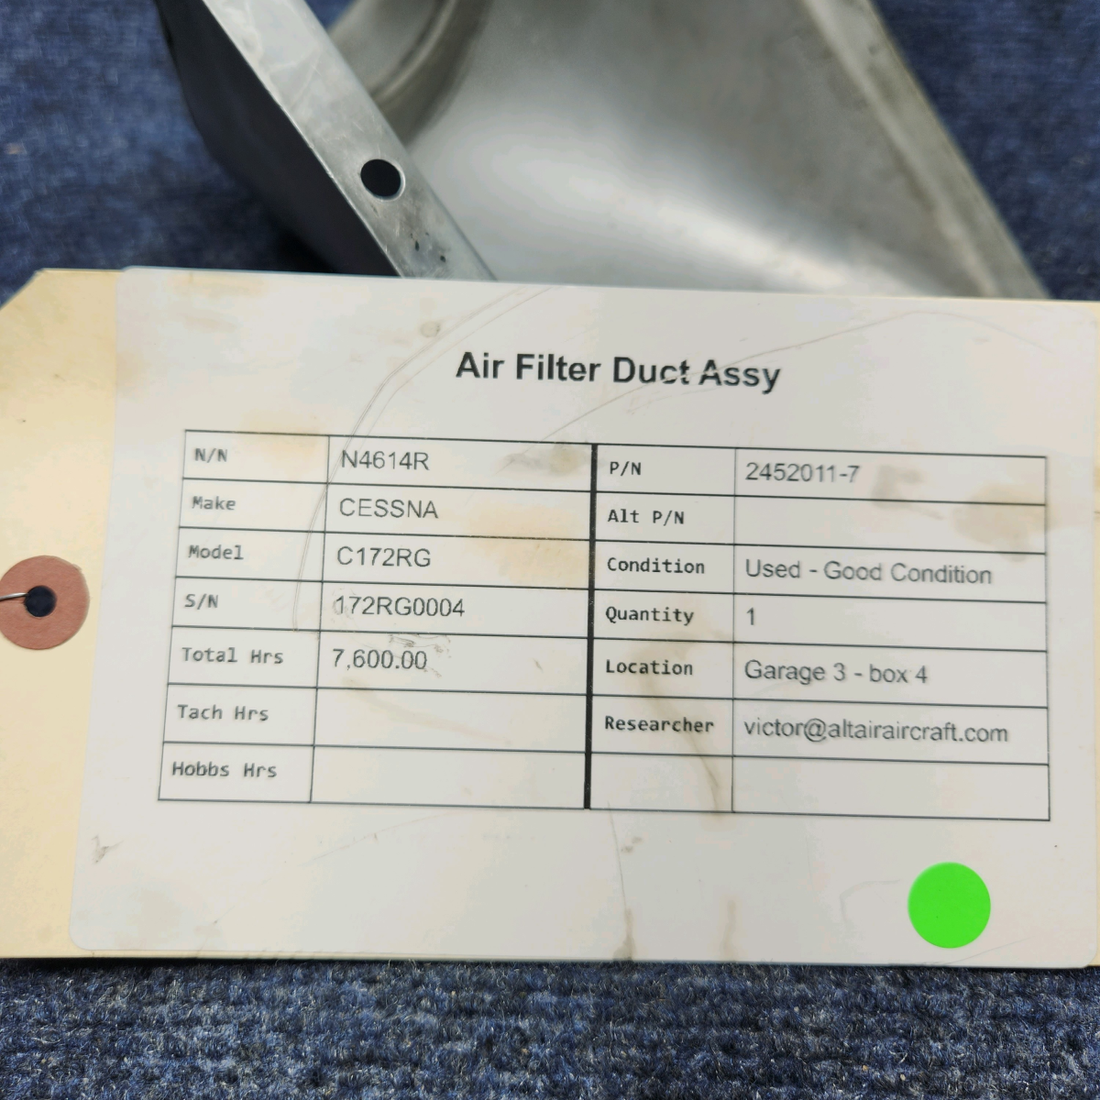 Air Filter Duct Assy
N/N N4614R P/N 2452011-7
Make CESSNA Alt P/N
Model C172RG Condition Used - Good Condition
S/N 172RG0004 Quantity 1
Total Hrs 7,600.00 Location Garage 3 - box 4
Tach Hrs Researcher victor@altairaircraft.com
Hobbs Hrs